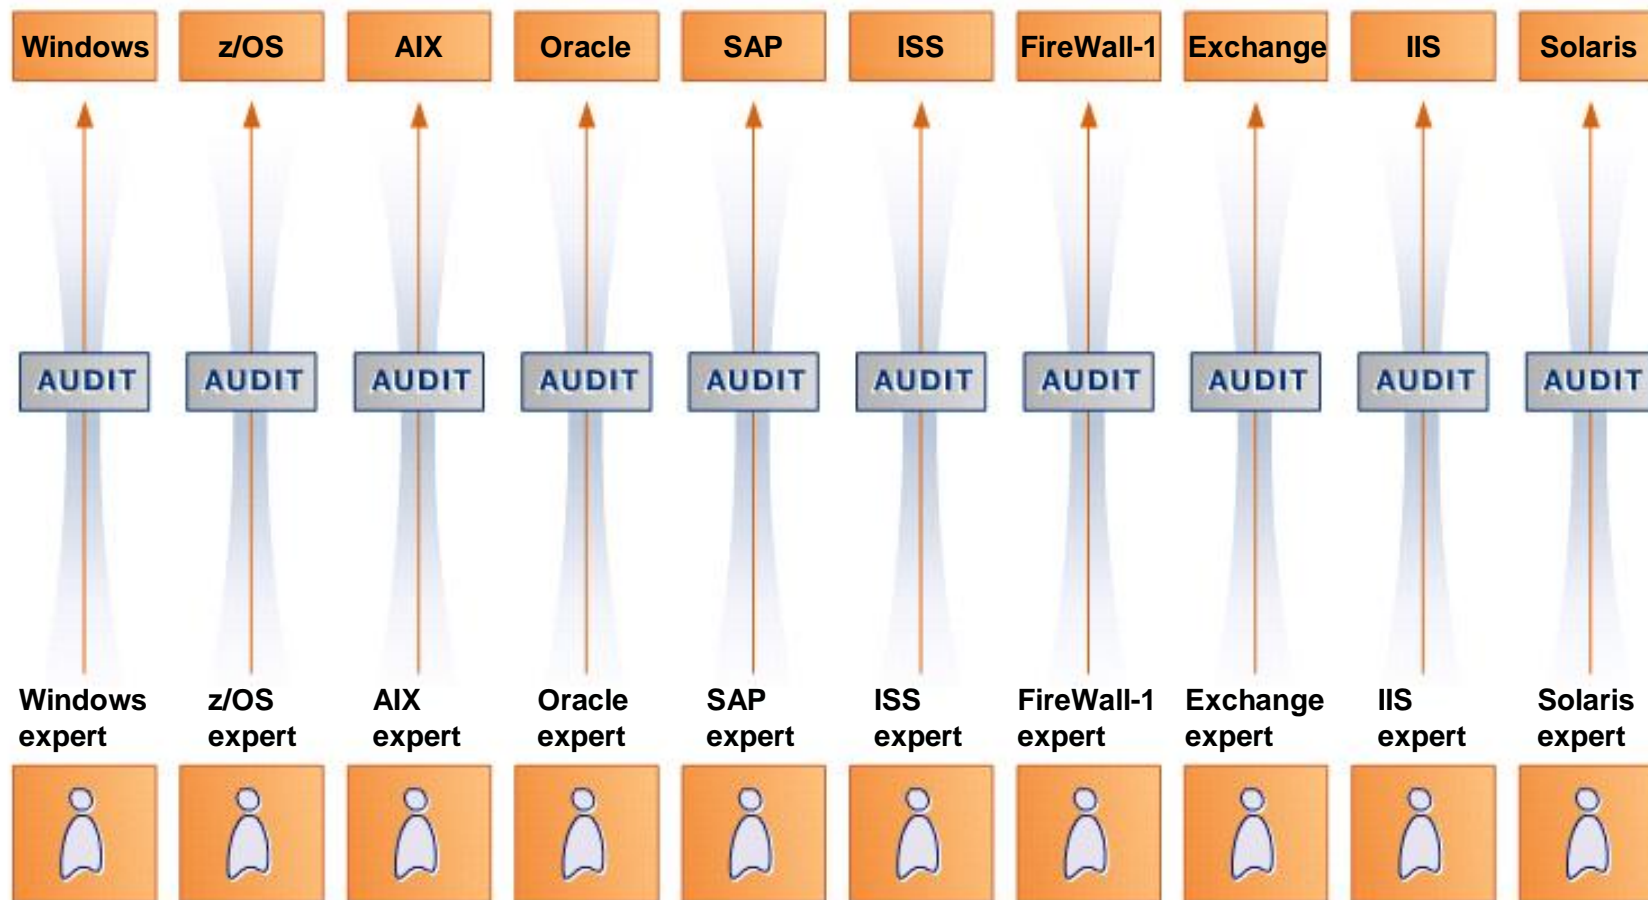 Windows z/OS AIX Oracle SAP ISS FireWall-1 Exchange IIS Solaris
AUDIT AUDIT AUDIT AUDIT AUDIT AUDIT AUDIT AUDIT AUDIT AUDIT
Windows z/OS AIX Oracle SAP ISS FireWall-1 Exchange IIS Solaris
expert expert expert expert expert expert expert expert expert expert